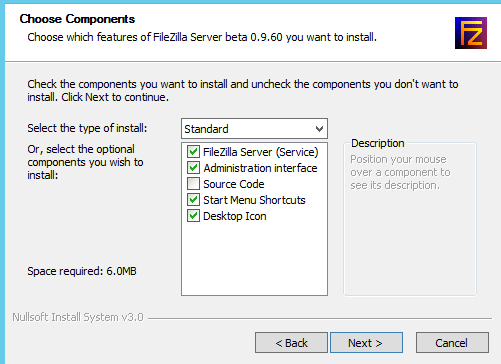 Choose Components
Choose which features of FileZilla Server beta 0.9.60 you want to install.
Fz
Check the components you want to install and uncheck the components you don't want to
install. Click Next to continue.
Select the type of install:
Standard
Or, select the optional
components you wish to
install:
FileZilla Server (Service)
Administration interface
Source Code
Start Menu Shortcuts
Desktop Icon
Description
Position your mouse
over a component to
see its description.
Space required: 6.0MB
Nullsoft Install System v3.0
< Back
Next >
Cancel